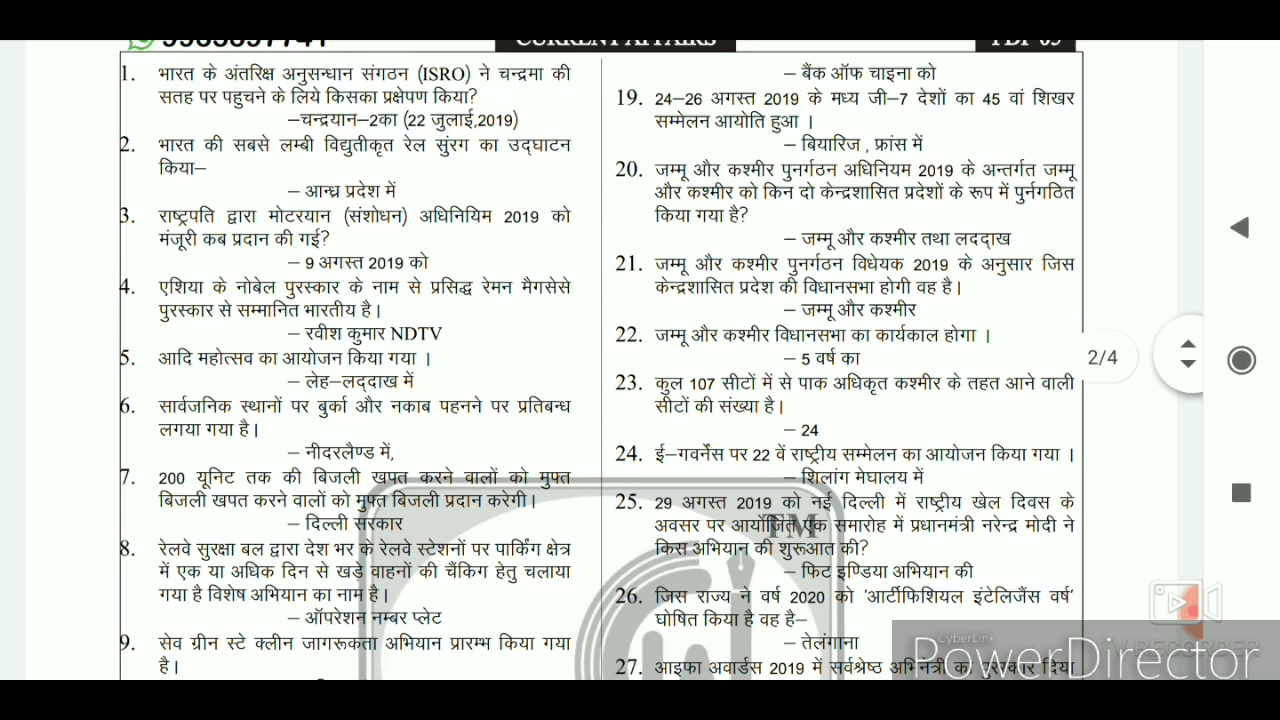 CURRENT AFFAIRS
1. भारत के अंतरिक्ष अनुसन्धान संगठन (ISRO) ने चन्द्रमा की
सतह पर पहुचने के लिये किसका प्रक्षेपण किया?
–चन्द्रयान–2का (22 जुलाई,2019)
2. भारत की सबसे लम्बी विद्युतीकृत रेल सुंरग का उद्घाटन
किया–
– आन्ध्र प्रदेश में
3. राष्ट्रपति द्वारा मोटरयान (संशोधन) अधिनियिम 2019 को
मंजूरी कब प्रदान की गई?
– 9 अगस्त 2019 को
4. एशिया के नोबेल पुरस्कार के नाम से प्रसिद्ध रेमन मैगसेसे
पुरस्कार से सम्मानित भारतीय है।
– रवीश कुमार NDTV
5. आदि महोत्सव का आयोजन किया गया ।
– लेह–लद्दाख में
6. सार्वजनिक स्थानों पर बुर्का और नकाब पहनने पर प्रतिबन्ध
लगया गया है।
– नीदरलैण्ड में,
7. 200 यूनिट तक की बिजली खपत करने वालों को मुफ्त
बिजली खपत करने वालों को मुफ्त बिजली प्रदान करेगी।
– दिल्ली सरकार
8. रेलवे सुरक्षा बल द्वारा देश भर के रेलवे स्टेशनों पर पार्किंग क्षेत्र
में एक या अधिक दिन से खड़े वाहनों की चैंकिग हेतु चलाया
गया है विशेष अभियान का नाम है।
– ऑपरेशन नम्बर प्लेट
9. सेव ग्रीन स्टे क्लीन जागरूकता अभियान प्रारम्भ किया गया
है।
– बैंक ऑफ चाइना को
19. 24–26 अगस्त 2019 के मध्य जी–7 देशों का 45 वां शिखर
सम्मेलन आयोति हुआ ।
– बियारिज , फ्रांस में
20. जम्मू और कश्मीर पुनर्गठन अधिनियम 2019 के अन्तर्गत जम्मू
और कश्मीर को किन दो केन्द्रशासित प्रदेशों के रूप में पुर्नगठित
किया गया है?
– जम्मू और कश्मीर तथा लददाख
21. जम्मू और कश्मीर पुनर्गठन विधेयक 2019 के अनुसार जिस
केन्द्रशासित प्रदेश की विधानसभा होगी वह है।
– जम्मू और कश्मीर
22. जम्मू और कश्मीर विधानसभा का कार्यकाल होगा ।
– 5 वर्ष का
23. कुल 107 सीटों में से पाक अधिकृत कश्मीर के तहत आने वाली
सीटों की संख्या है।
– 24
24. ई–गवर्नेंस पर 22 वें राष्ट्रीय सम्मेलन का आयोजन किया गया ।
– शिलांग मेघालय में
25. 29 अगस्त 2019 को नई दिल्ली में राष्ट्रीय खेल दिवस के
अवसर पर आयोजित एक समारोह में प्रधानमंत्री नरेन्द्र मोदी ने
किस अभियान की शुरूआत की?
– फिट इण्डिया अभियान की
26. जिस राज्य ने वर्ष 2020 को 'आर्टीफिशियल इंटेलिजैंस वर्ष'
घोषित किया है वह है–
– तेलंगाना
27. आइफा अवार्डस 2019 में सर्वश्रेष्ठ अभिनेत्री का पुरस्कार दिया
TM
2/4
CyberLink
PowerDirector